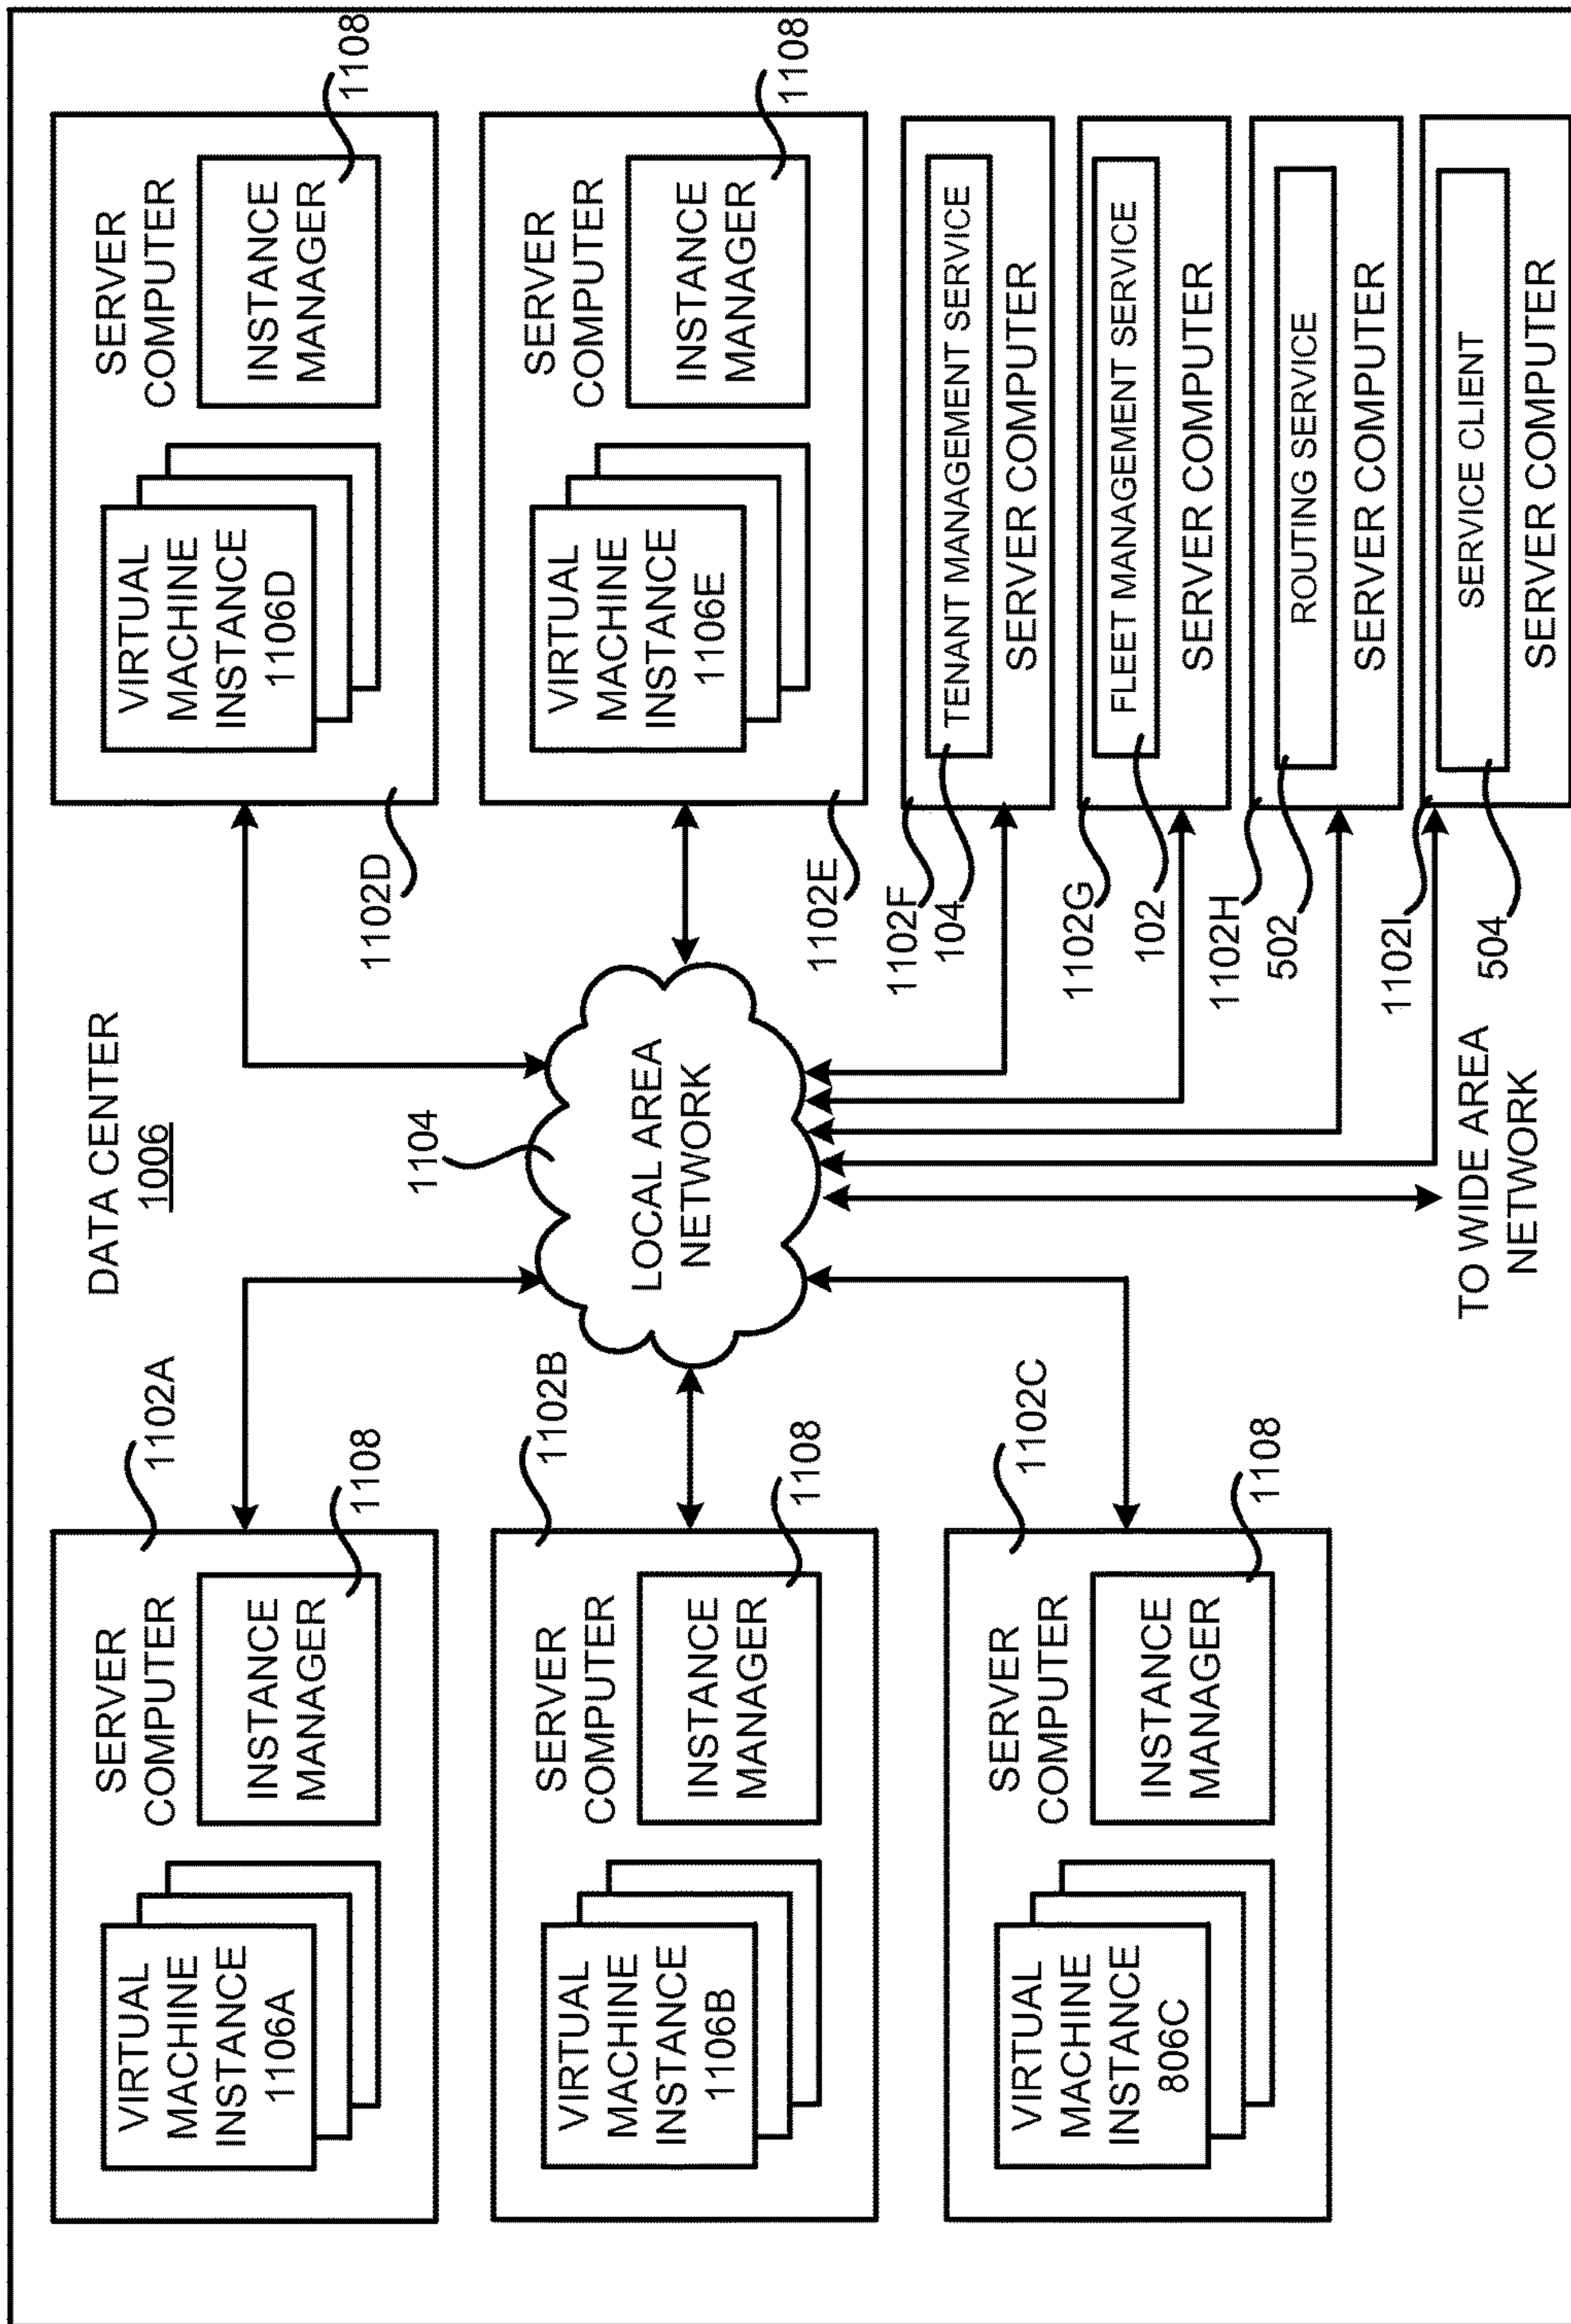 DATA CENTER
1006
1102A
SERVER
COMPUTER
VIRTUAL
MACHINE
INSTANCE
1106A
INSTANCE
MANAGER
1108
1102B
SERVER
COMPUTER
VIRTUAL
MACHINE
INSTANCE
1106B
INSTANCE
MANAGER
1108
1102C
SERVER
COMPUTER
VIRTUAL
MACHINE
INSTANCE
806C
INSTANCE
MANAGER
1108
1104
LOCAL AREA
NETWORK
TO WIDE AREA
NETWORK
1102D
SERVER
COMPUTER
VIRTUAL
MACHINE
INSTANCE
1106D
INSTANCE
MANAGER
1108
1102E
SERVER
COMPUTER
VIRTUAL
MACHINE
INSTANCE
1106E
INSTANCE
MANAGER
1108
1102F
104
TENANT MANAGEMENT SERVICE
SERVER COMPUTER
1102G
102
FLEET MANAGEMENT SERVICE
SERVER COMPUTER
1102H
502
ROUTING SERVICE
SERVER COMPUTER
1102I
504
SERVICE CLIENT
SERVER COMPUTER